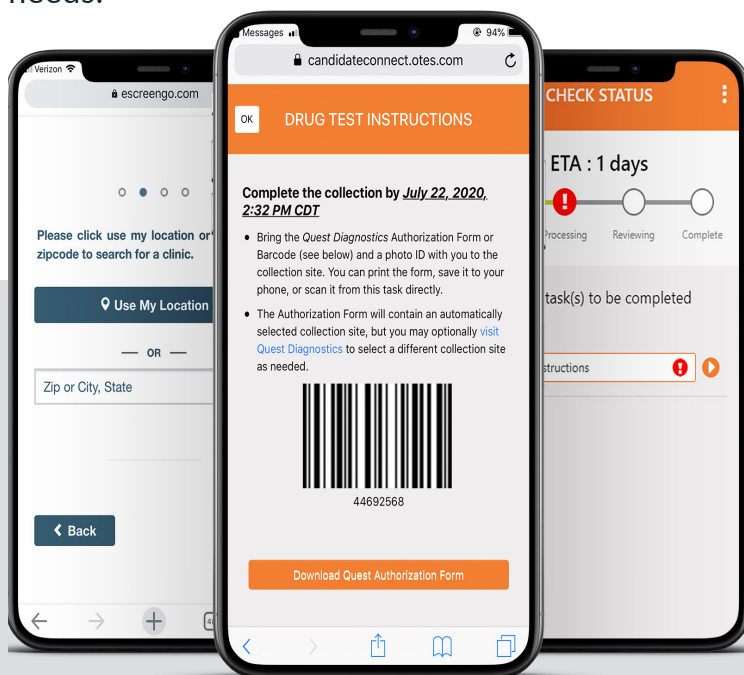 needs.
Verizon
escreengo.com
Please click use my location or
zipcode to search for a clinic.
Use My Location
OR
Zip or City, State
Back
Messages
94%
candidateconnect.otes.com
OK
DRUG TEST INSTRUCTIONS
Complete the collection by July 22, 2020,
2:32 PM CDT
• Bring the Quest Diagnostics Authorization Form or
Barcode (see below) and a photo ID with you to the
collection site. You can print the form, save it to your
phone, or scan it from this task directly.
• The Authorization Form will contain an automatically
selected collection site, but you may optionally visit
Quest Diagnostics to select a different collection site
as needed.
44692568
Download Quest Authorization Form
CHECK STATUS
ETA : 1 days
Processing Reviewing Complete
task(s) to be completed
structions